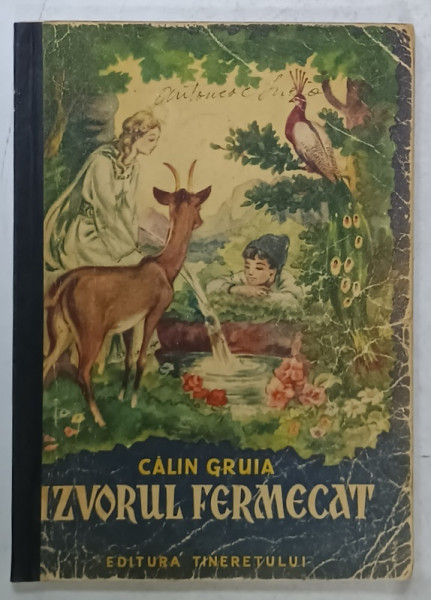 CĂLIN GRUIA
IZVORUL FERMECAT
EDITURA TINERETULUI